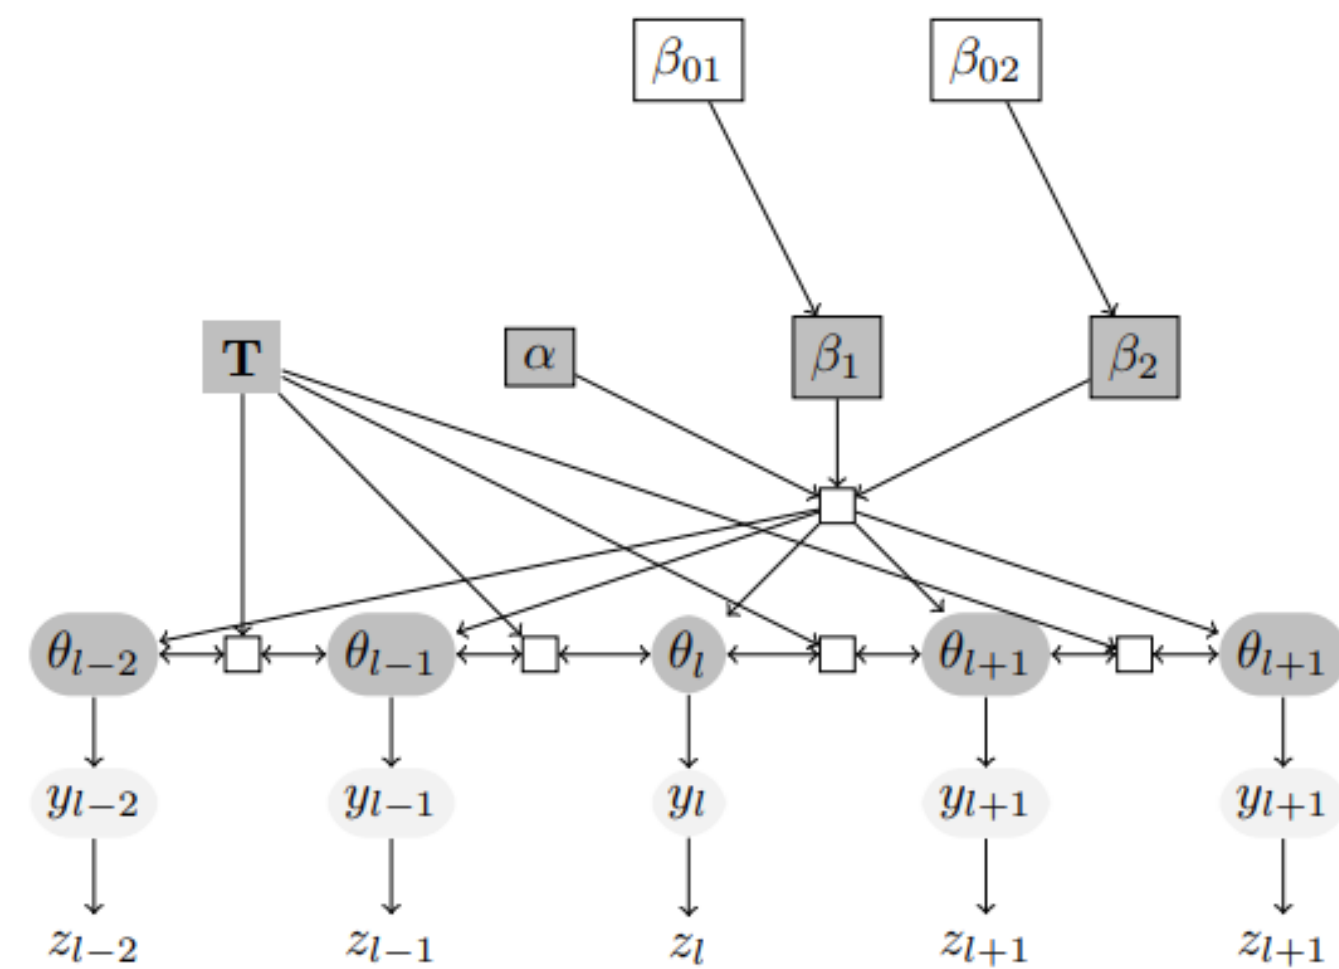 β₀₁ β₀₂
T α β₁ β₂
θₗ₋₂ θₗ₋₁ θₗ θₗ₊₁ θₗ₊₁
yₗ₋₂ yₗ₋₁ yₗ yₗ₊₁ yₗ₊₁
zₗ₋₂ zₗ₋₁ zₗ zₗ₊₁ zₗ₊₁